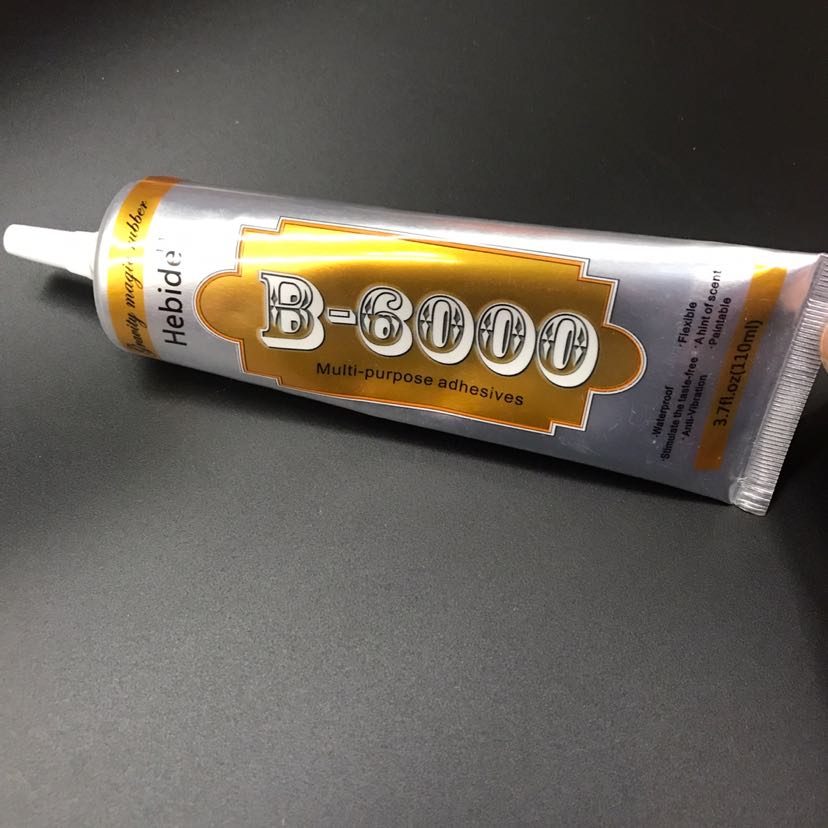 Gravity magic rubber
Hebide
B-6000
Multi-purpose adhesives
·Waterproof
·Flexible
·Stimulate the taste-free
·A hint of scent
·Anti-Vibration
·Paintable
3.7fl.oz(110ml)